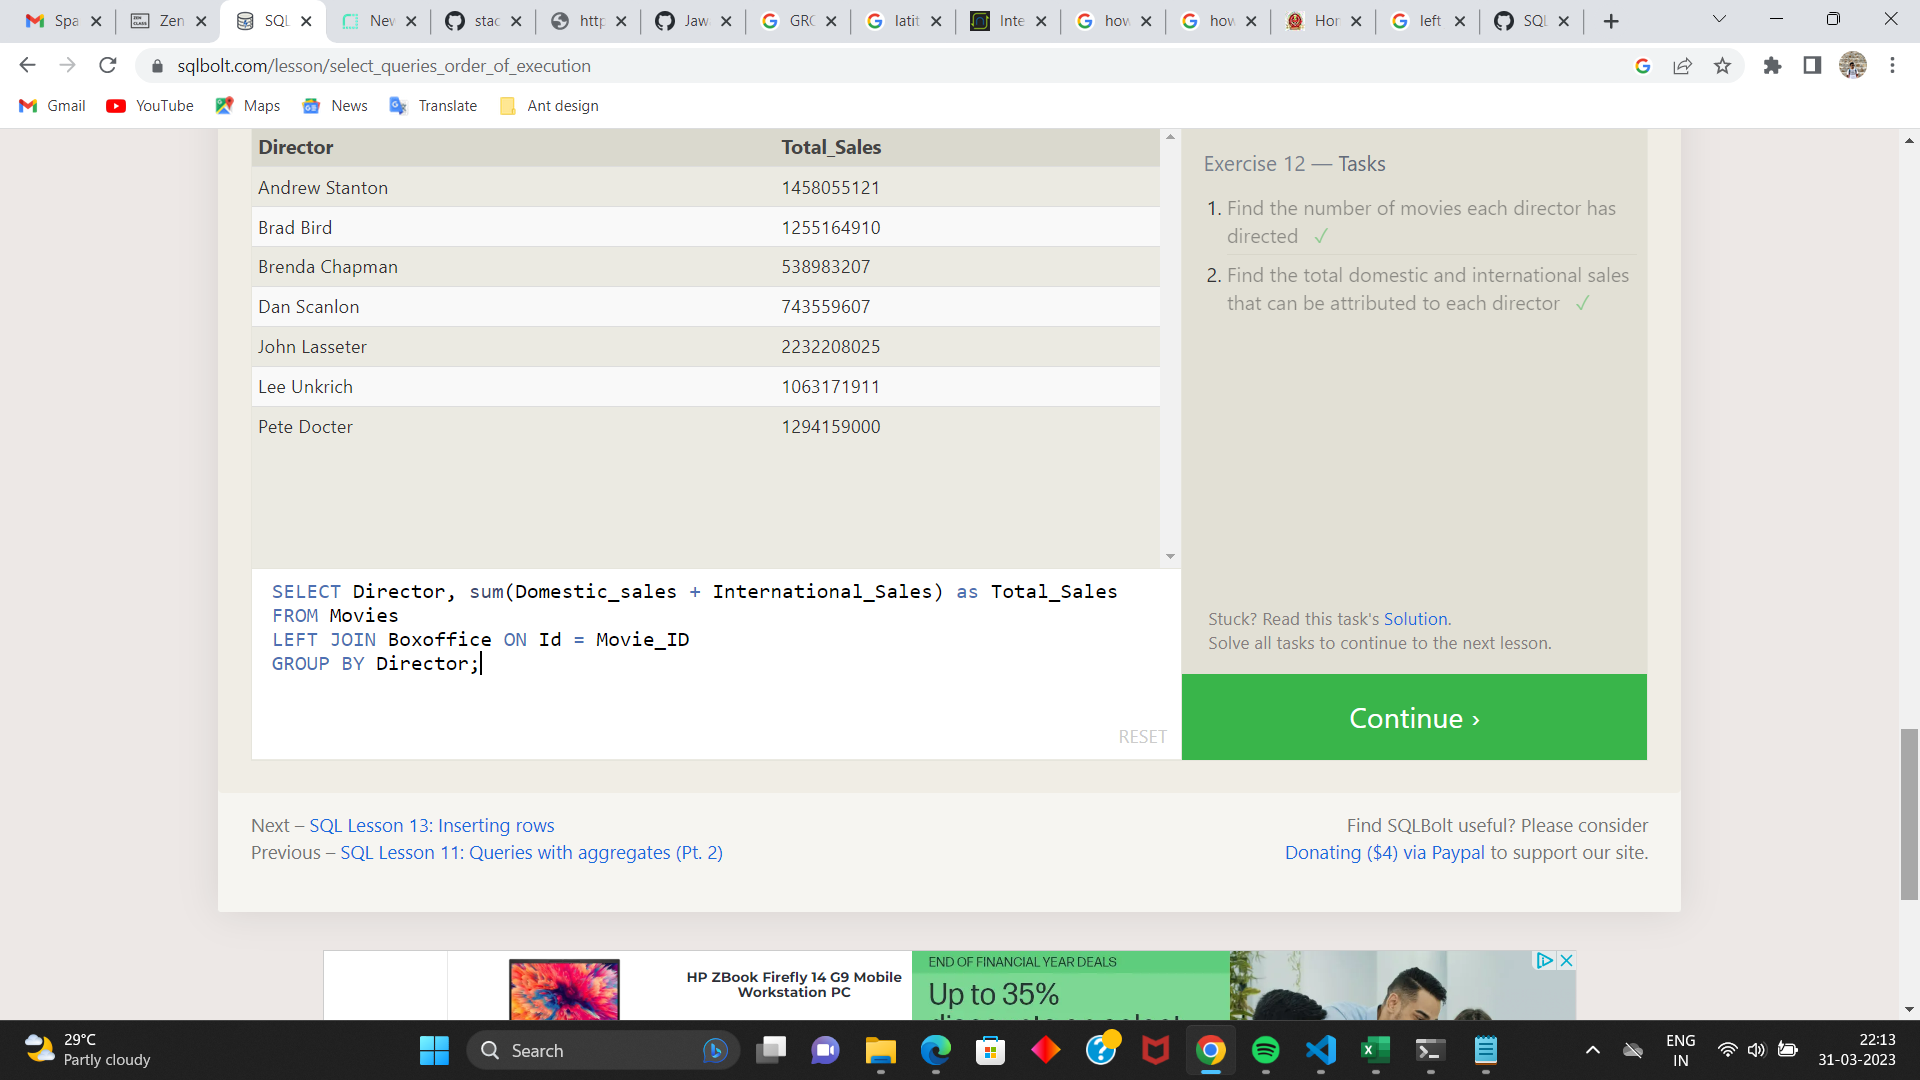 Spa Zen SQL Nev stac http Jaw GRO latit Inte how how Hor left SQL
sqlbolt.com/lesson/select_queries_order_of_execution
Gmail YouTube Maps News Translate Ant design
Director Total_Sales
Andrew Stanton 1458055121
Brad Bird 1255164910
Brenda Chapman 538983207
Dan Scanlon 743559607
John Lasseter 2232208025
Lee Unkrich 1063171911
Pete Docter 1294159000
Exercise 12 — Tasks
1. Find the number of movies each director has
directed ✓
2. Find the total domestic and international sales
that can be attributed to each director ✓
SELECT Director, sum(Domestic_sales + International_Sales) as Total_Sales
FROM Movies
LEFT JOIN Boxoffice ON Id = Movie_ID
GROUP BY Director;
RESET
Stuck? Read this task's Solution.
Solve all tasks to continue to the next lesson.
Continue ›
Next – SQL Lesson 13: Inserting rows
Previous – SQL Lesson 11: Queries with aggregates (Pt. 2)
Find SQLBolt useful? Please consider
Donating ($4) via Paypal to support our site.
HP ZBook Firefly 14 G9 Mobile
Workstation PC
END OF FINANCIAL YEAR DEALS
Up to 35%
29°C
Partly cloudy
Search
ENG
IN
22:13
31-03-2023